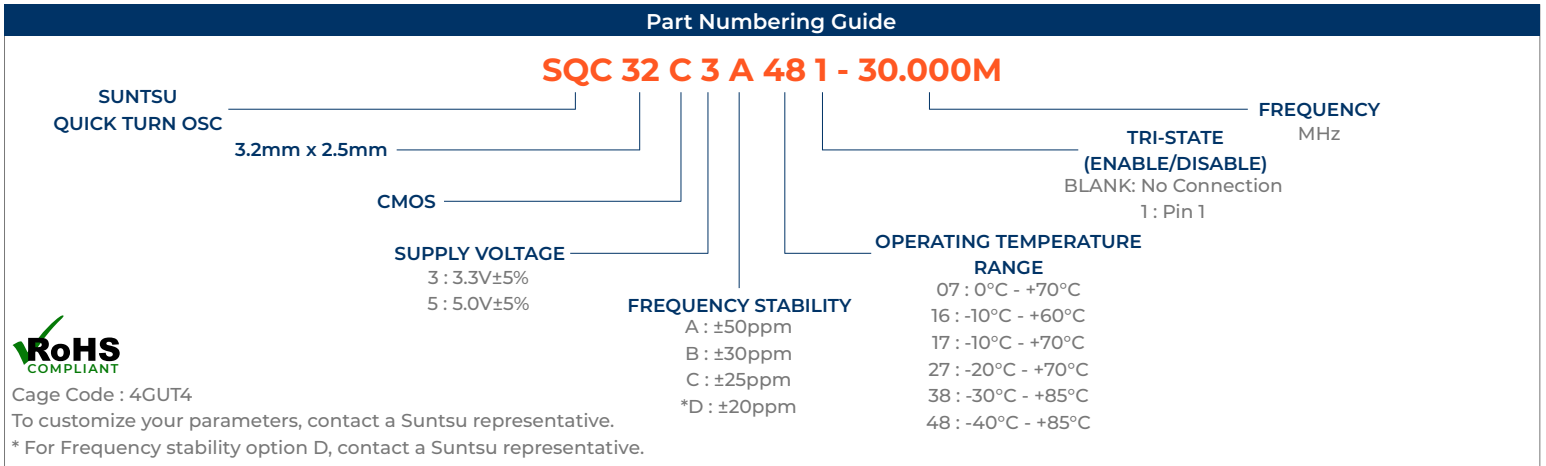 Part Numbering Guide
SQC 32 C 3 A 48 1 - 30.000M
SUNTSU
QUICK TURN OSC
3.2mm x 2.5mm
CMOS
SUPPLY VOLTAGE
3 : 3.3V±5%
5 : 5.0V±5%
FREQUENCY STABILITY
A : ±50ppm
B : ±30ppm
C : ±25ppm
*D : ±20ppm
OPERATING TEMPERATURE
RANGE
07 : 0°C - +70°C
16 : -10°C - +60°C
17 : -10°C - +70°C
27 : -20°C - +70°C
38 : -30°C - +85°C
48 : -40°C - +85°C
TRI-STATE
(ENABLE/DISABLE)
BLANK: No Connection
1 : Pin 1
FREQUENCY
MHz
RoHS
COMPLIANT
Cage Code : 4GUT4
To customize your parameters, contact a Suntsu representative.
* For Frequency stability option D, contact a Suntsu representative.